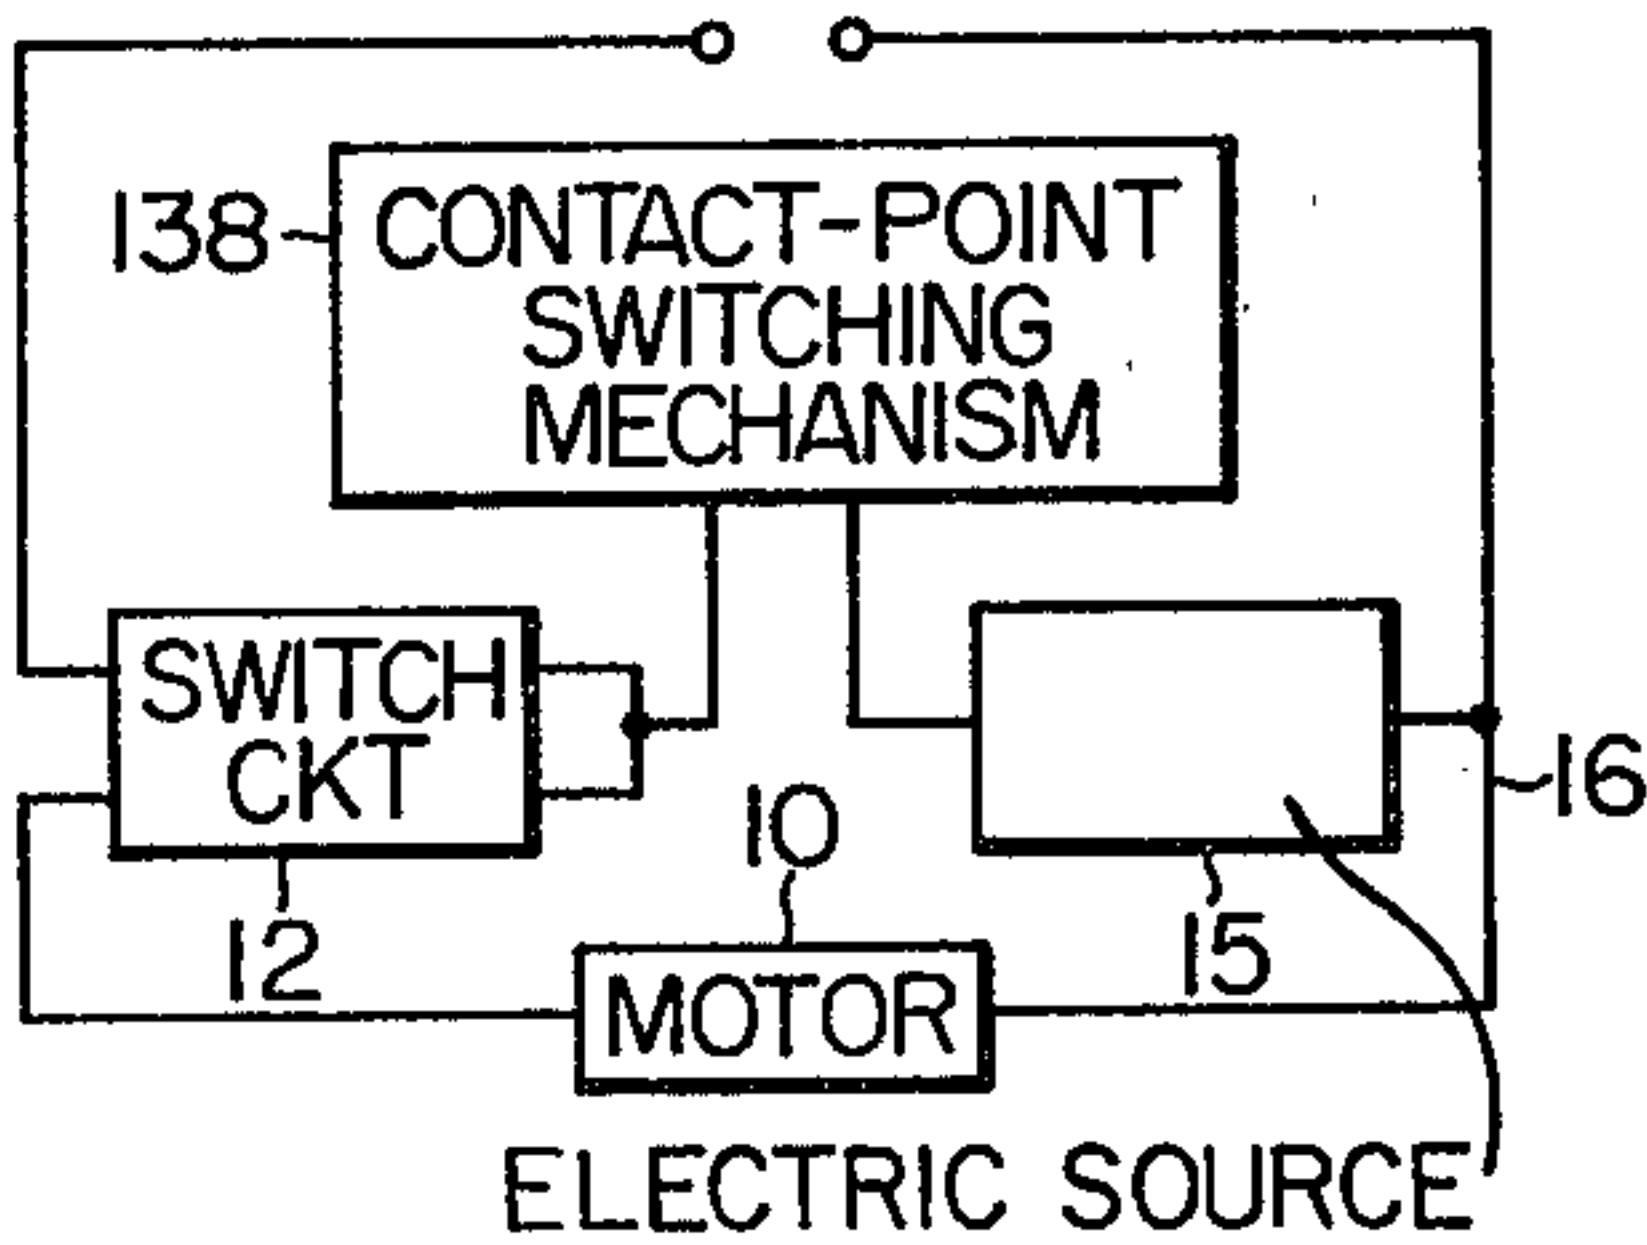 138
CONTACT-POINT
SWITCHING
MECHANISM
SWITCH
CKT
16
10
12
15
MOTOR
ELECTRIC SOURCE